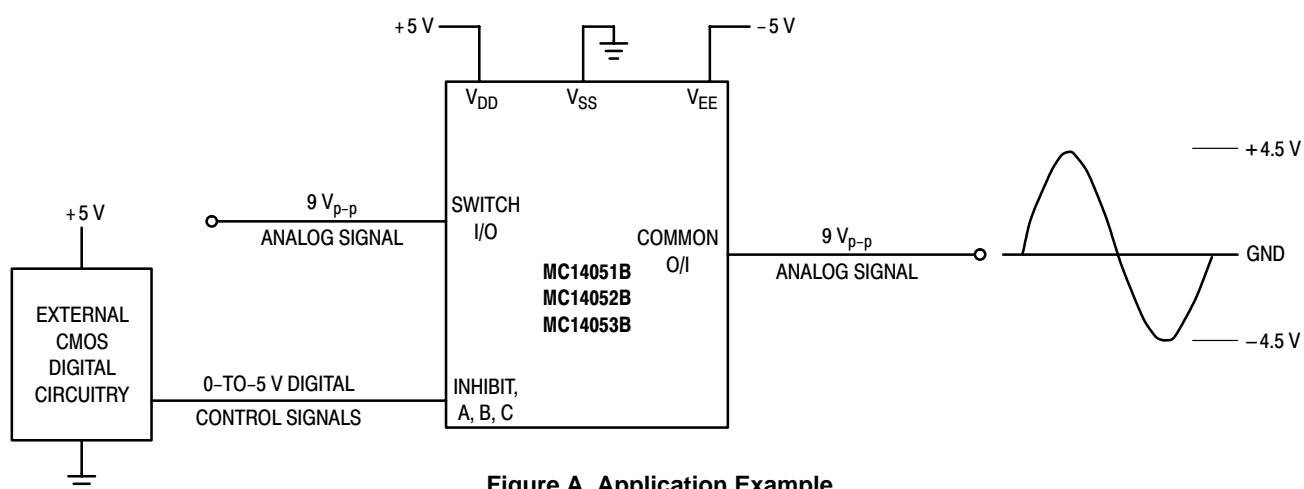 +5 V
−5 V
VDD
VSS
VEE
9 Vp−p
ANALOG SIGNAL
SWITCH
I/O
COMMON
O/I
9 Vp−p
ANALOG SIGNAL
+4.5 V
GND
−4.5 V
MC14051B
MC14052B
MC14053B
+5 V
EXTERNAL
CMOS
DIGITAL
CIRCUITRY
0−TO−5 V DIGITAL
CONTROL SIGNALS
INHIBIT,
A, B, C
Figure A. Application Example